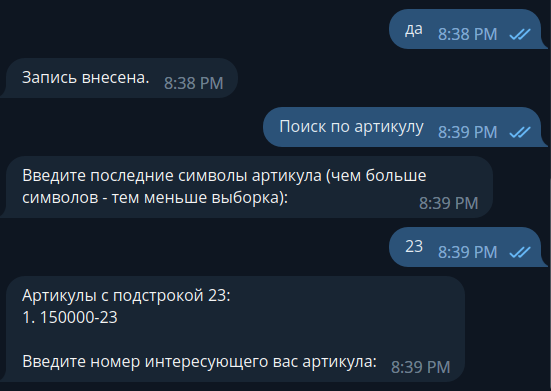 да 8:38 PM
Запись внесена. 8:38 PM
Поиск по артикулу 8:39 PM
Введите последние символы артикула (чем больше
символов - тем меньше выборка): 8:39 PM
23 8:39 PM
Артикулы с подстрокой 23:
1. 150000-23
Введите номер интересующего вас артикула: 8:39 PM